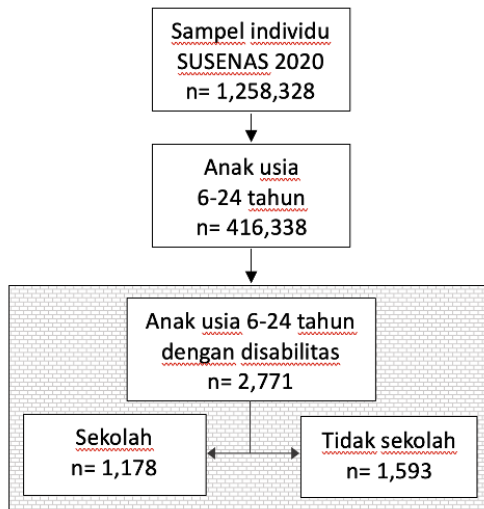 Sampel individu
SUSENAS 2020
n= 1,258,328
Anak usia
6-24 tahun
n= 416,338
Anak usia 6-24 tahun
dengan disabilitas
n= 2,771
Sekolah
n= 1,178
Tidak sekolah
n= 1,593